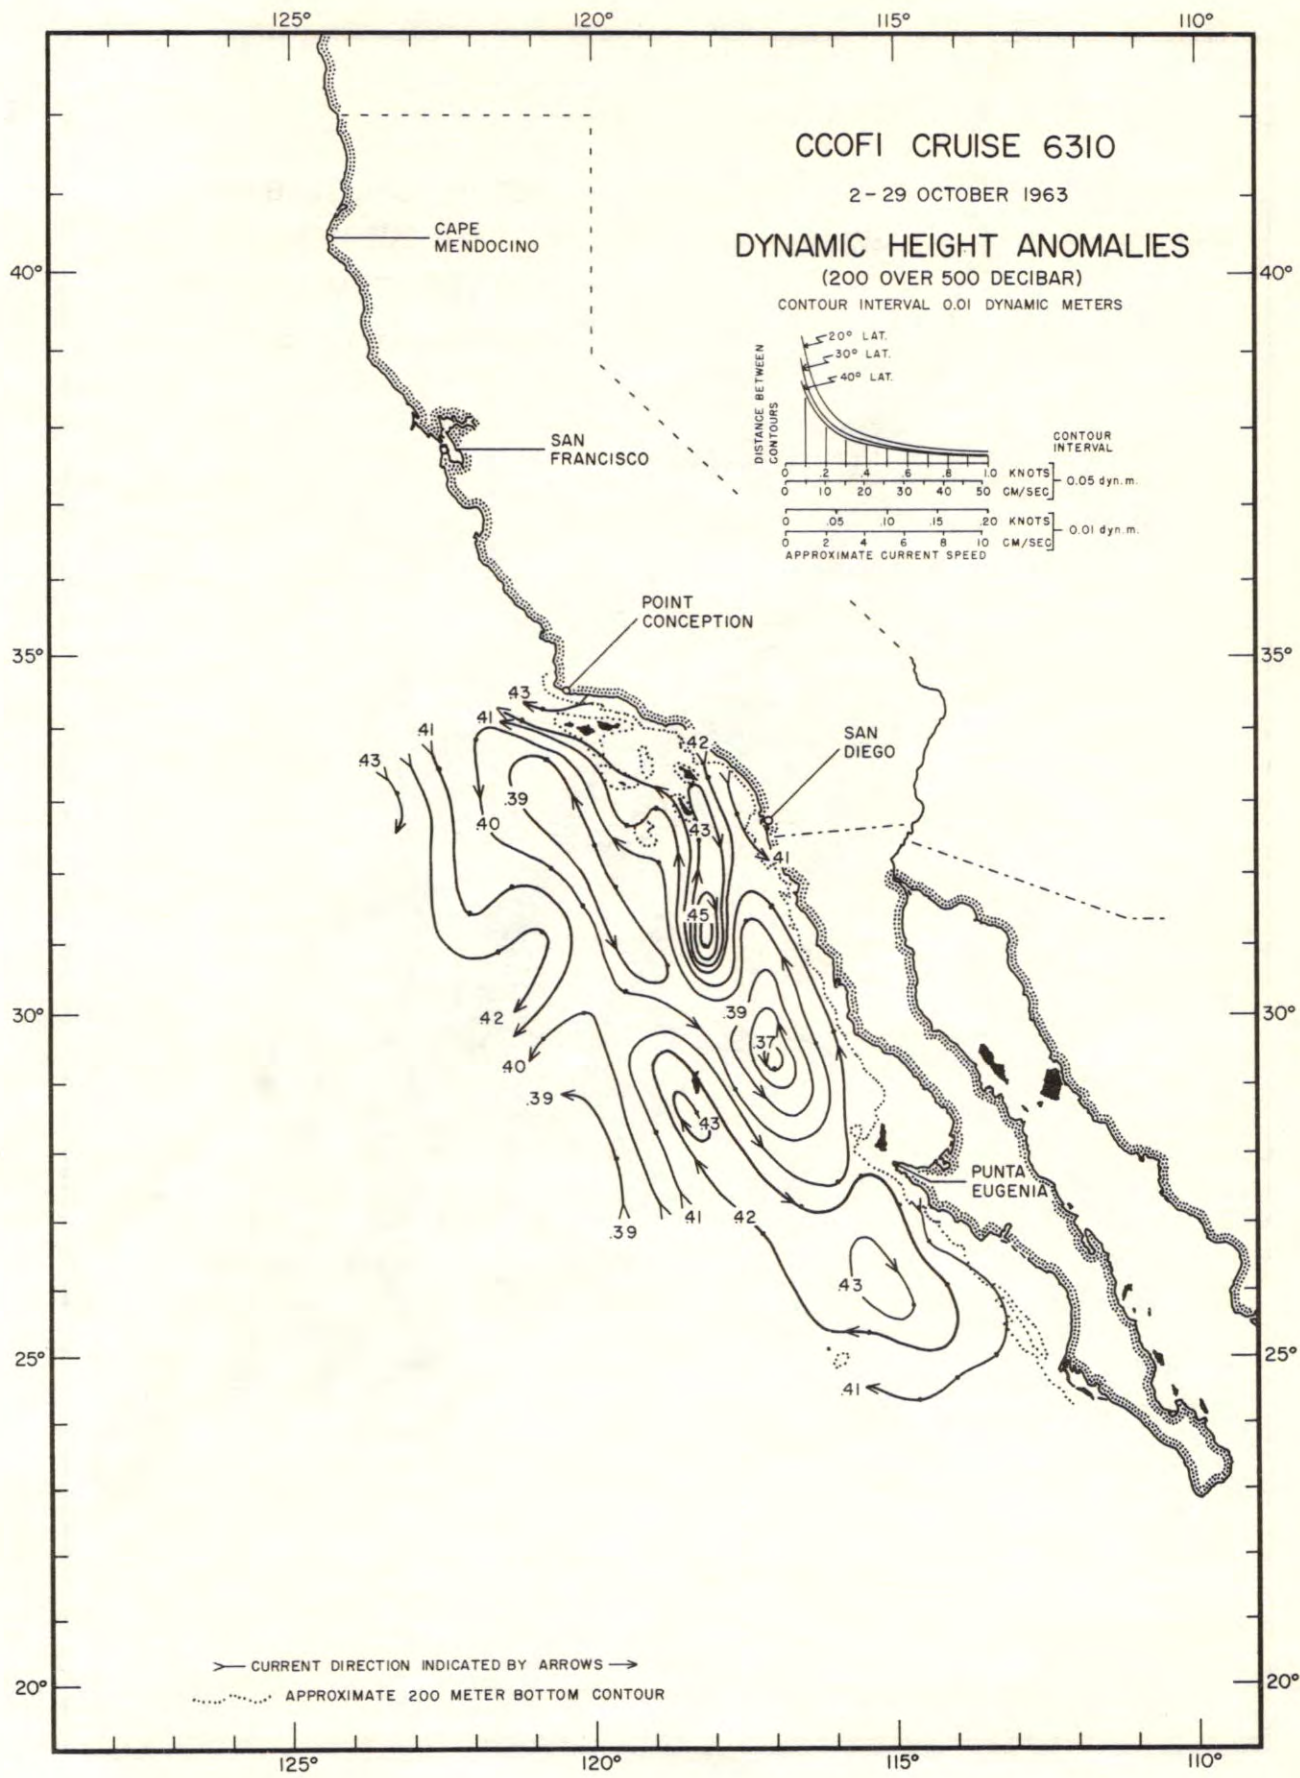 125° 120° 115° 110°
CCOFI CRUISE 6310
2-29 OCTOBER 1963
DYNAMIC HEIGHT ANOMALIES
(200 OVER 500 DECIBAR)
CONTOUR INTERVAL 0.01 DYNAMIC METERS
CAPE
MENDOCINO
40° 40°
20° LAT.
30° LAT.
40° LAT.
DISTANCE BETWEEN
CONTOURS
CONTOUR
INTERVAL
0 .2 .4 .6 .8 1.0 KNOTS
0 10 20 30 40 50 CM/SEC
0.05 dyn.m.
0 .05 .10 .15 .20 KNOTS
0 2 4 6 8 10 CM/SEC
0.01 dyn.m.
APPROXIMATE CURRENT SPEED
SAN
FRANCISCO
POINT
CONCEPTION
35° 35°
.43
.41
.41
.42
SAN
DIEGO
.43
.39
.40
.43
.41
.45
30° 30°
.42
.39
.37
.40
.39
.43
PUNTA
EUGENIA
.39
.41
.42
.43
25° 25°
.41
CURRENT DIRECTION INDICATED BY ARROWS
APPROXIMATE 200 METER BOTTOM CONTOUR
20° 20°
125° 120° 115° 110°